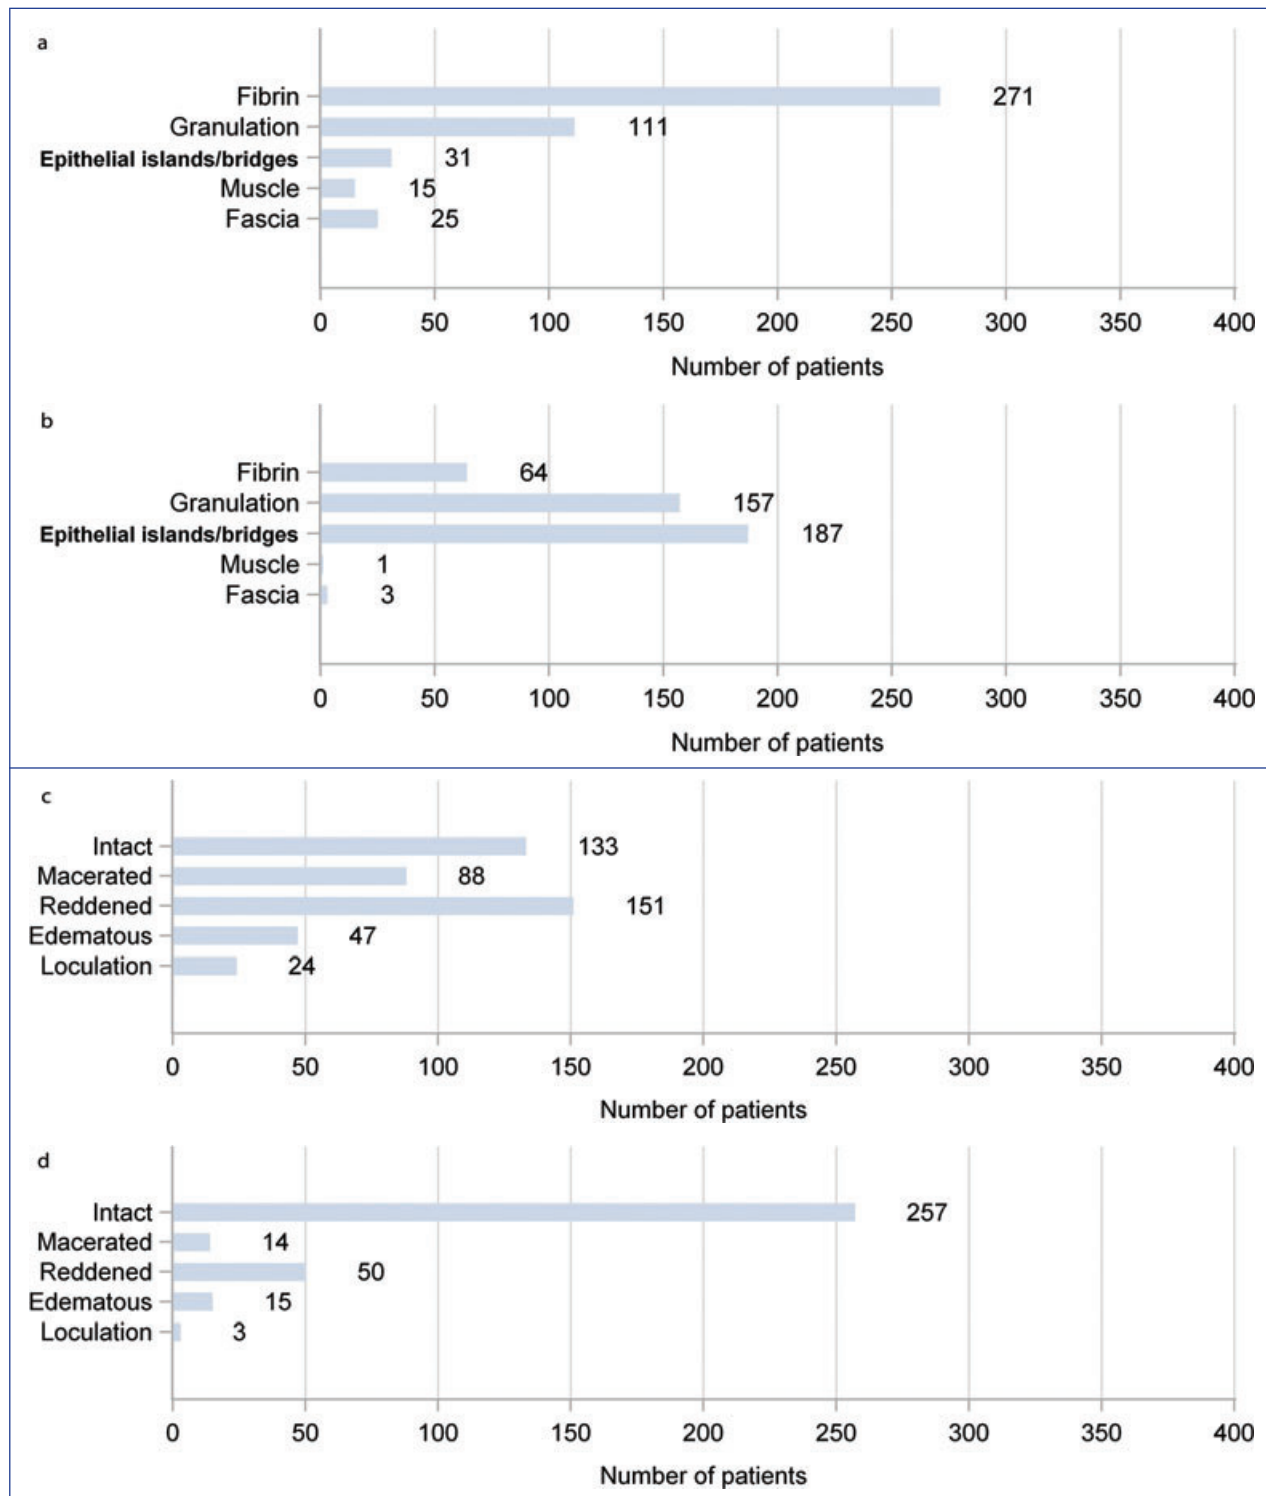 a
Fibrin 271
Granulation 111
Epithelial islands/bridges 31
Muscle 15
Fascia 25
0 50 100 150 200 250 300 350 400
Number of patients
b
Fibrin 64
Granulation 157
Epithelial islands/bridges 187
Muscle 1
Fascia 3
0 50 100 150 200 250 300 350 400
Number of patients
c
Intact 133
Macerated 88
Reddened 151
Edematous 47
Loculation 24
0 50 100 150 200 250 300 350 400
Number of patients
d
Intact 257
Macerated 14
Reddened 50
Edematous 15
Loculation 3
0 50 100 150 200 250 300 350 400
Number of patients